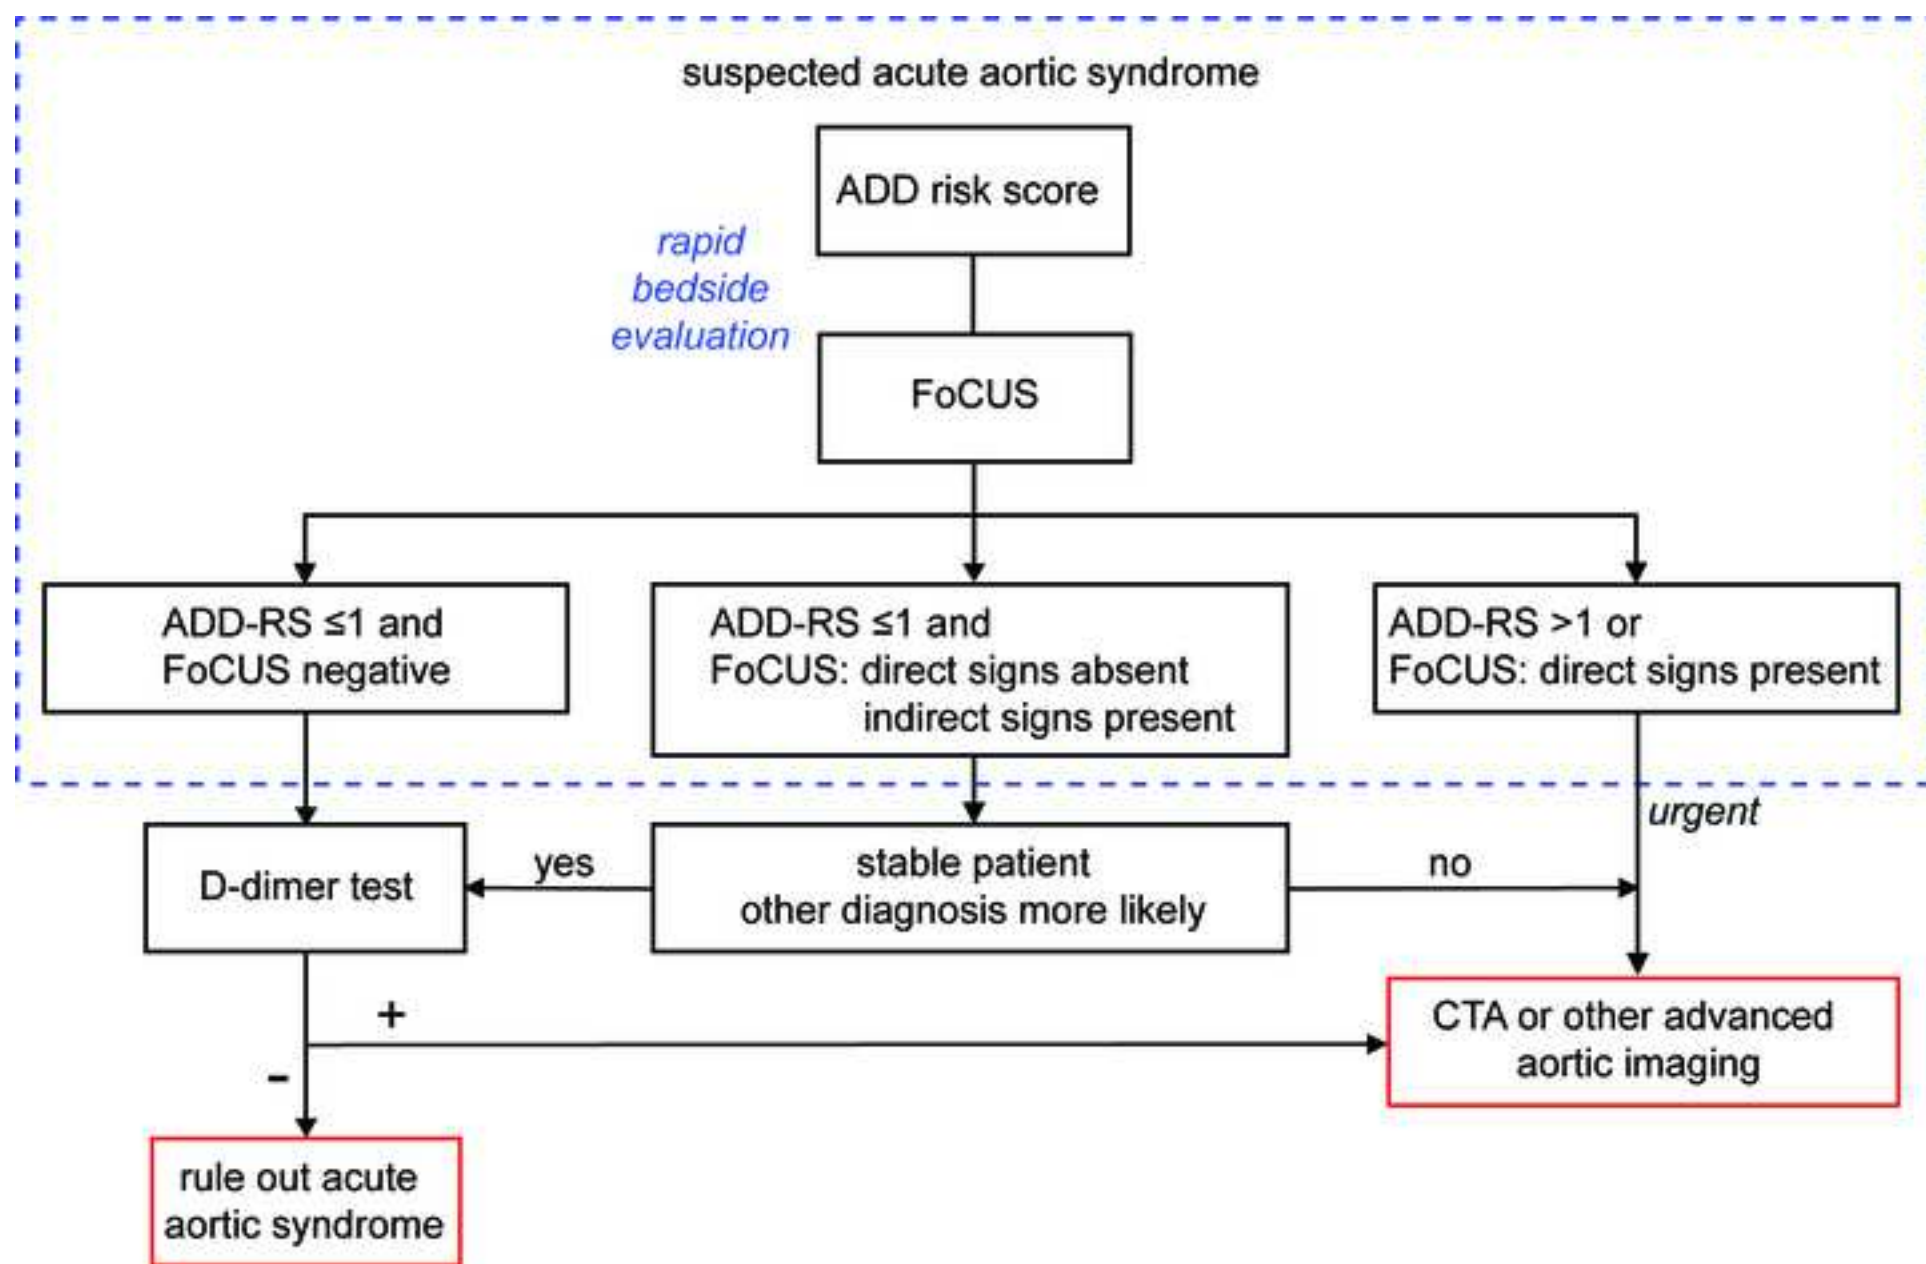 suspected acute aortic syndrome
ADD risk score
rapid
bedside
evaluation
FoCUS
ADD-RS ≤1 and
FoCUS negative
ADD-RS ≤1 and
FoCUS: direct signs absent
indirect signs present
ADD-RS >1 or
FoCUS: direct signs present
urgent
D-dimer test
yes
stable patient
other diagnosis more likely
no
+
CTA or other advanced
aortic imaging
-
rule out acute
aortic syndrome